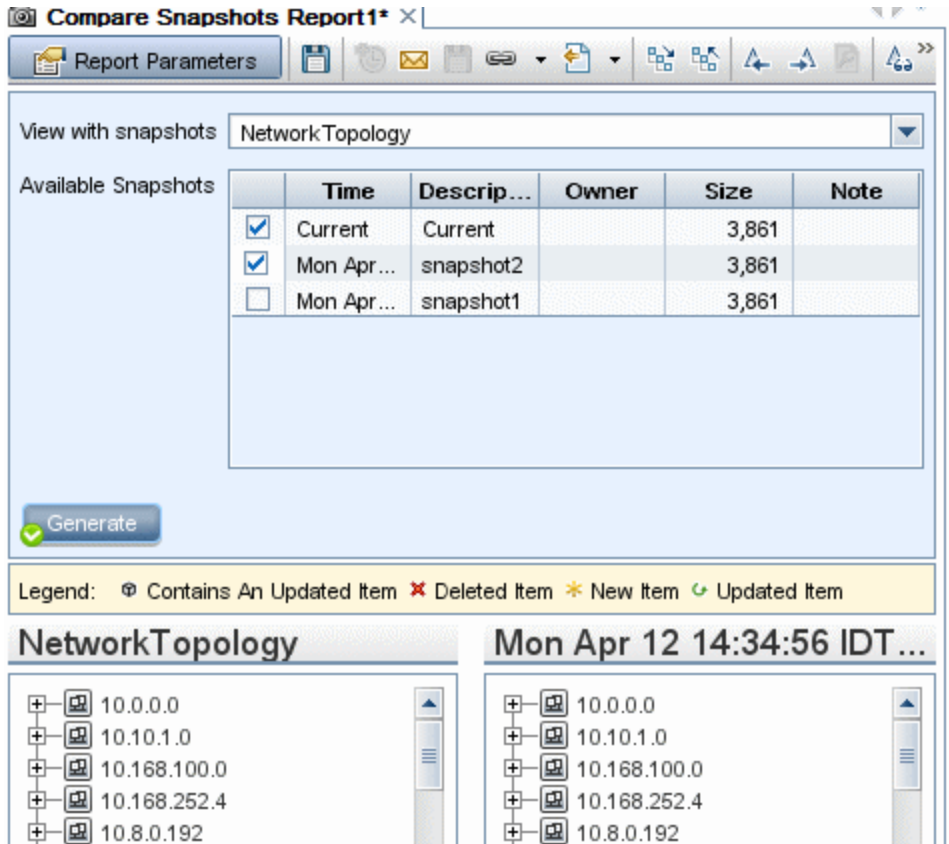 Compare Snapshots Report1*
Report Parameters
View with snapshots NetworkTopology
Available Snapshots
Time Descrip... Owner Size Note
Current Current 3,861
Mon Apr... snapshot2 3,861
Mon Apr... snapshot1 3,861
Generate
Legend: Contains An Updated Item Deleted Item New Item Updated Item
NetworkTopology Mon Apr 12 14:34:56 IDT...
10.0.0.0 10.0.0.0
10.10.1.0 10.10.1.0
10.168.100.0 10.168.100.0
10.168.252.4 10.168.252.4
10.8.0.192 10.8.0.192